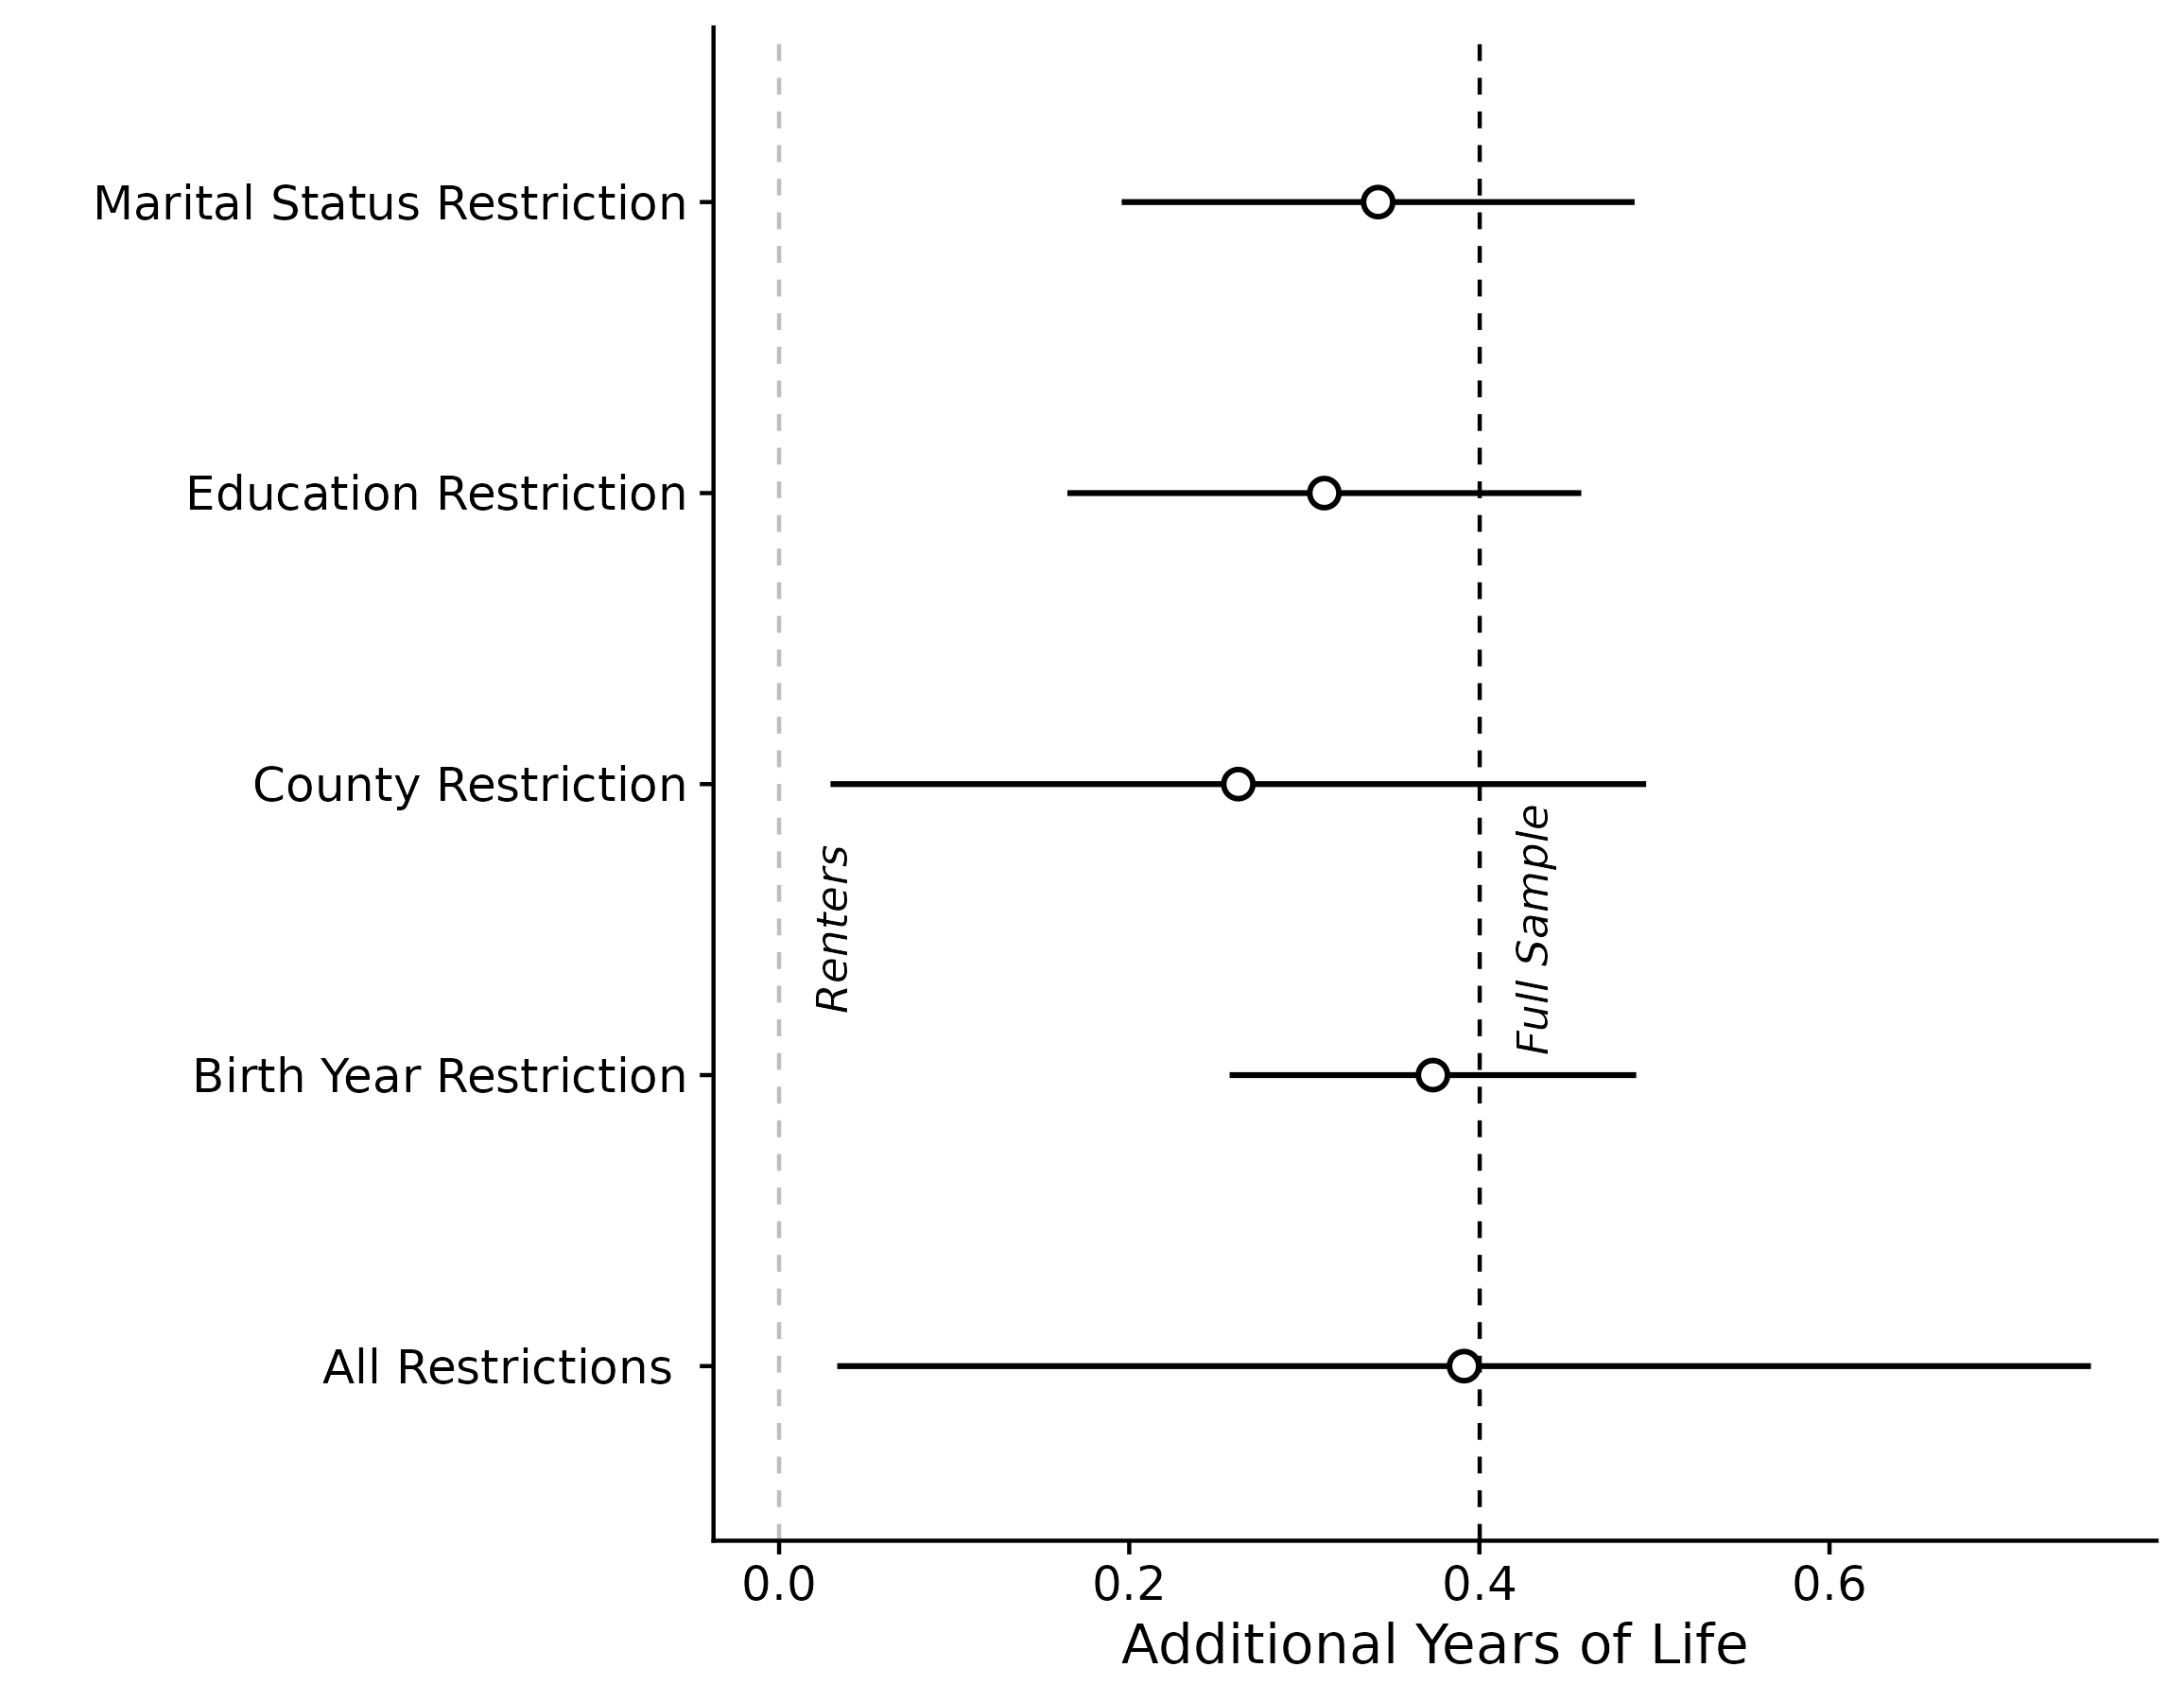 Marital Status Restriction
Education Restriction
County Restriction
Renters
Full Sample
Birth Year Restriction
All Restrictions
0.0 0.2 0.4 0.6
Additional Years of Life